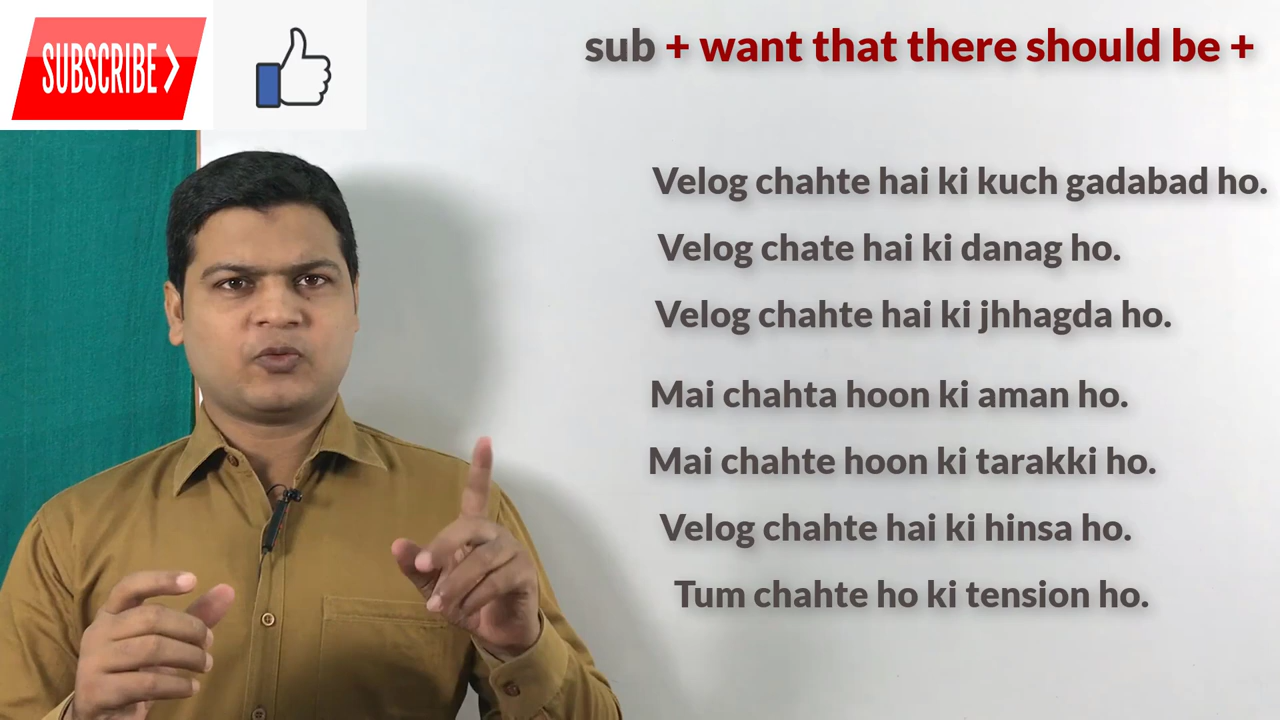 SUBSCRIBE
sub + want that there should be +
Velog chahte hai ki kuch gadabad ho.
Velog chate hai ki danag ho.
Velog chahte hai ki jhhagda ho.
Mai chahta hoon ki aman ho.
Mai chahte hoon ki tarakki ho.
Velog chahte hai ki hinsa ho.
Tum chahte ho ki tension ho.